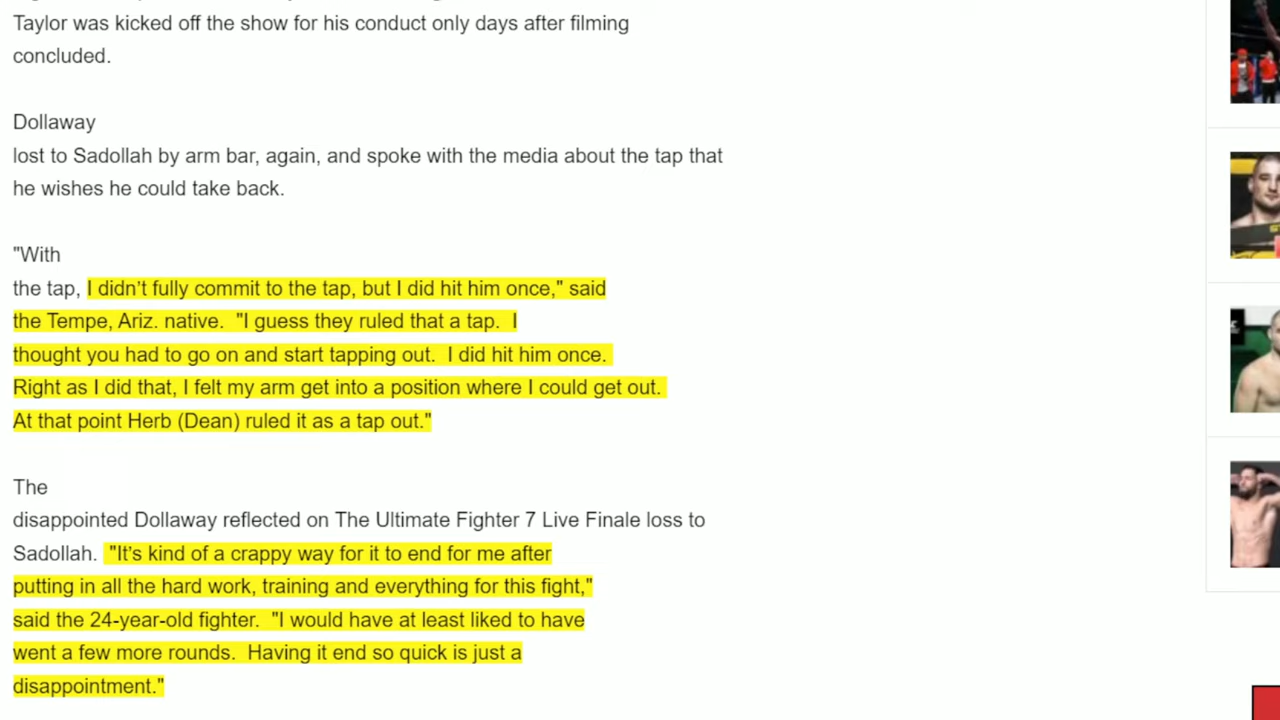 Taylor was kicked off the show for his conduct only days after filming
concluded.
Dollaway
lost to Sadollah by arm bar, again, and spoke with the media about the tap that
he wishes he could take back.
"With
the tap, I didn’t fully commit to the tap, but I did hit him once," said
the Tempe, Ariz. native.  "I guess they ruled that a tap.  I
thought you had to go on and start tapping out.  I did hit him once.
Right as I did that, I felt my arm get into a position where I could get out.
At that point Herb (Dean) ruled it as a tap out."
The
disappointed Dollaway reflected on The Ultimate Fighter 7 Live Finale loss to
Sadollah.  "It’s kind of a crappy way for it to end for me after
putting in all the hard work, training and everything for this fight,"
said the 24-year-old fighter.  "I would have at least liked to have
went a few more rounds.  Having it end so quick is just a
disappointment."